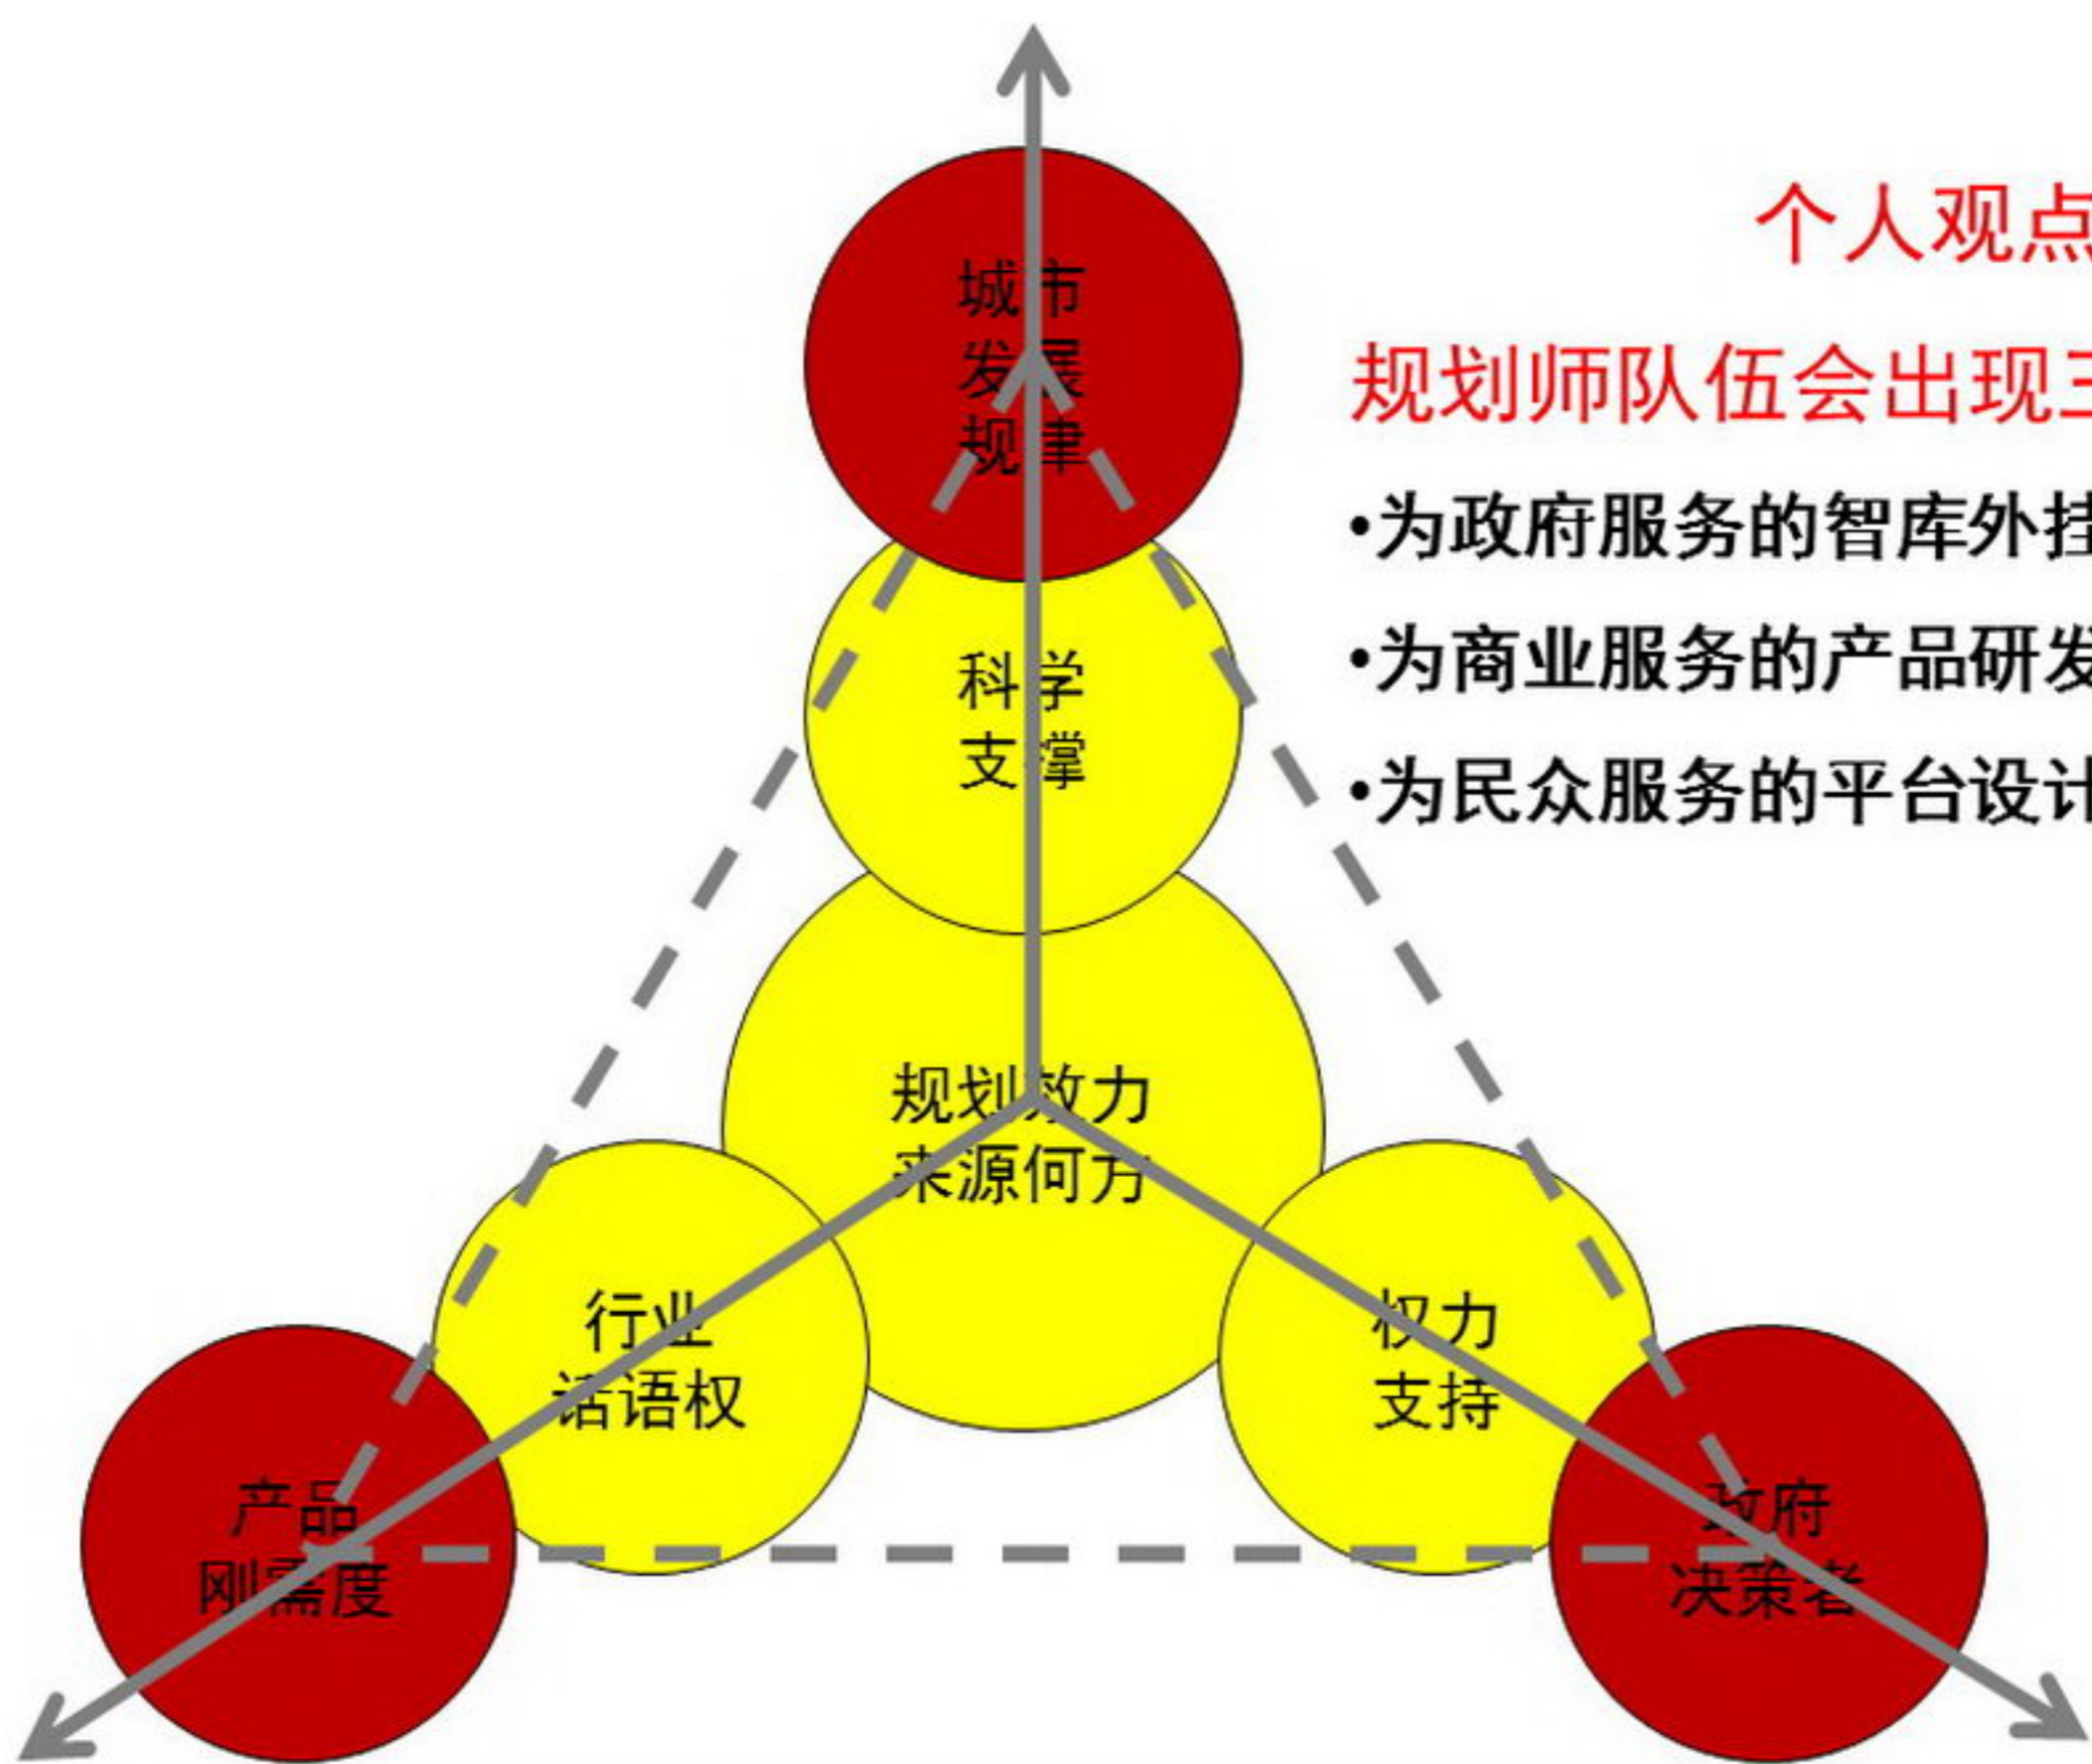 城市
发展
规律
个人观点
规划师队伍会出现三
•为政府服务的智库外挂
•为商业服务的产品研发
•为民众服务的平台设计
科学
支撑
规划效力
来源何方
行业
话语权
权力
支持
产品
刚需度
政府
决策者